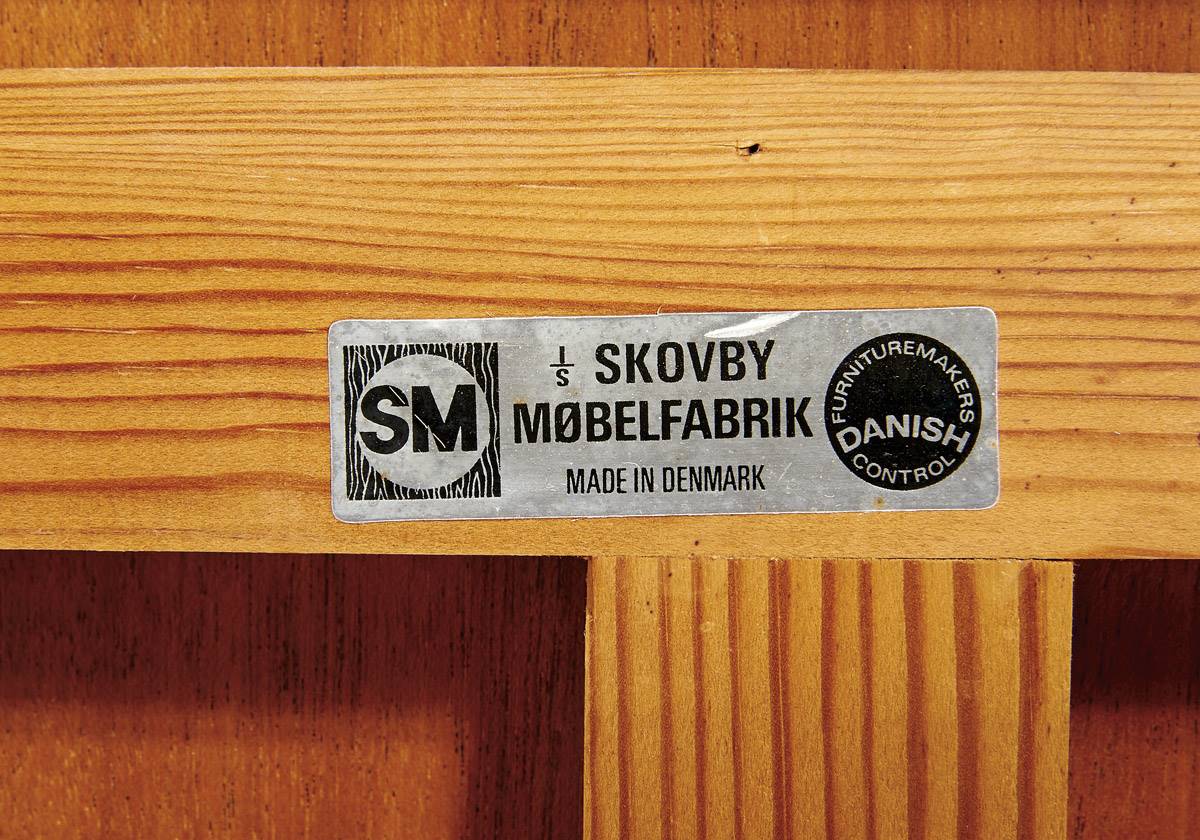 SM
I/S SKOVBY
MØBELFABRIK
MADE IN DENMARK
FURNITUREMAKERS
DANISH
CONTROL